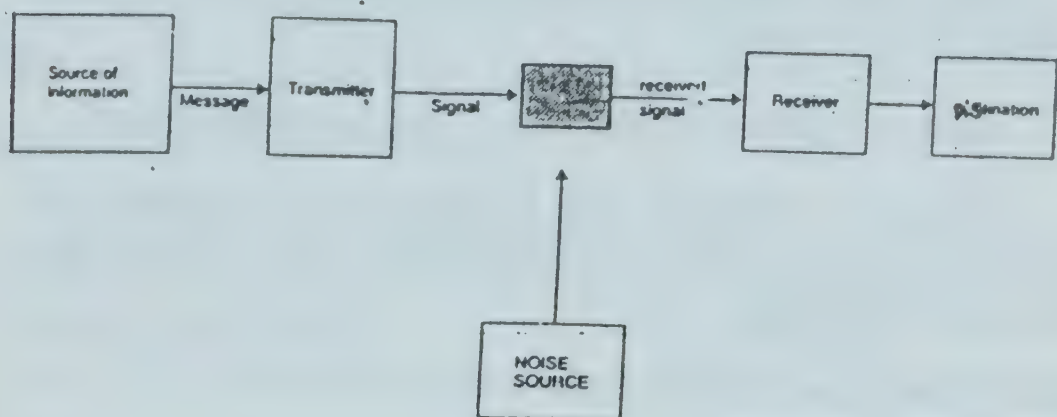 Source of
Information
Message
Transmitter
Signal
received
signal
Receiver
NOISE
SOURCE